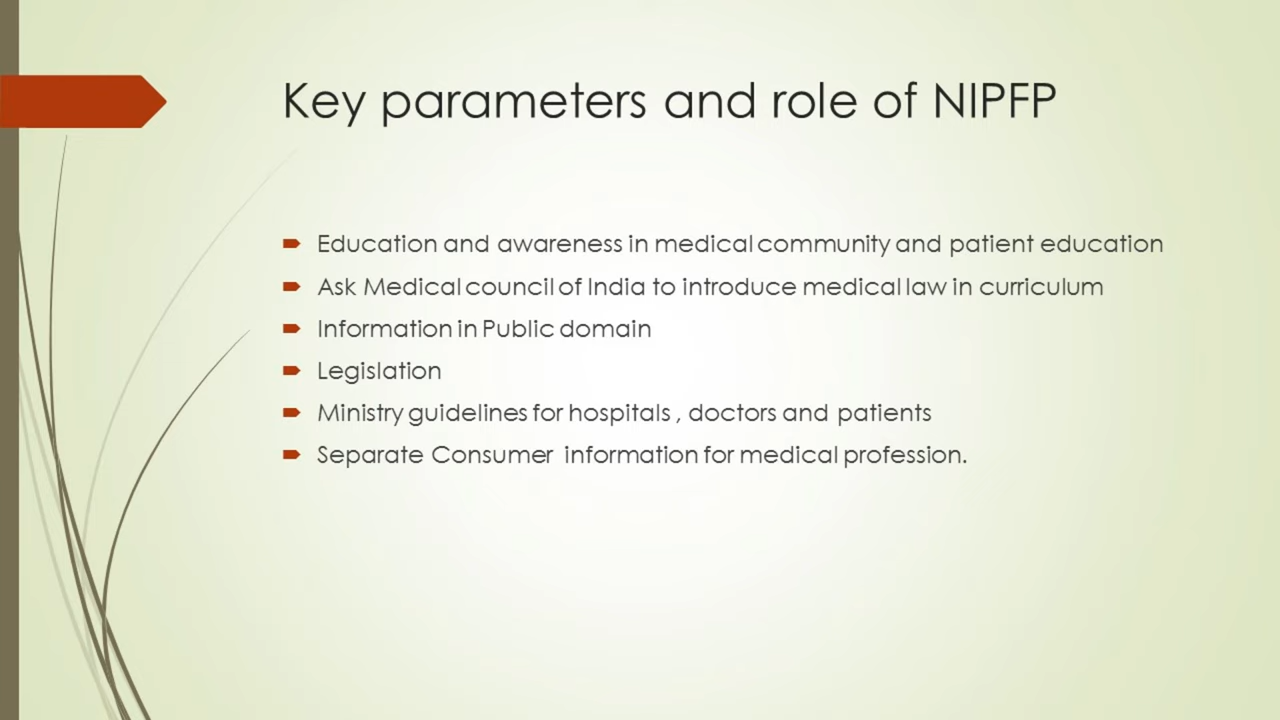 Key parameters and role of NIPFP
Education and awareness in medical community and patient education
Ask Medical council of India to introduce medical law in curriculum
Information in Public domain
Legislation
Ministry guidelines for hospitals , doctors and patients
Separate Consumer information for medical profession.